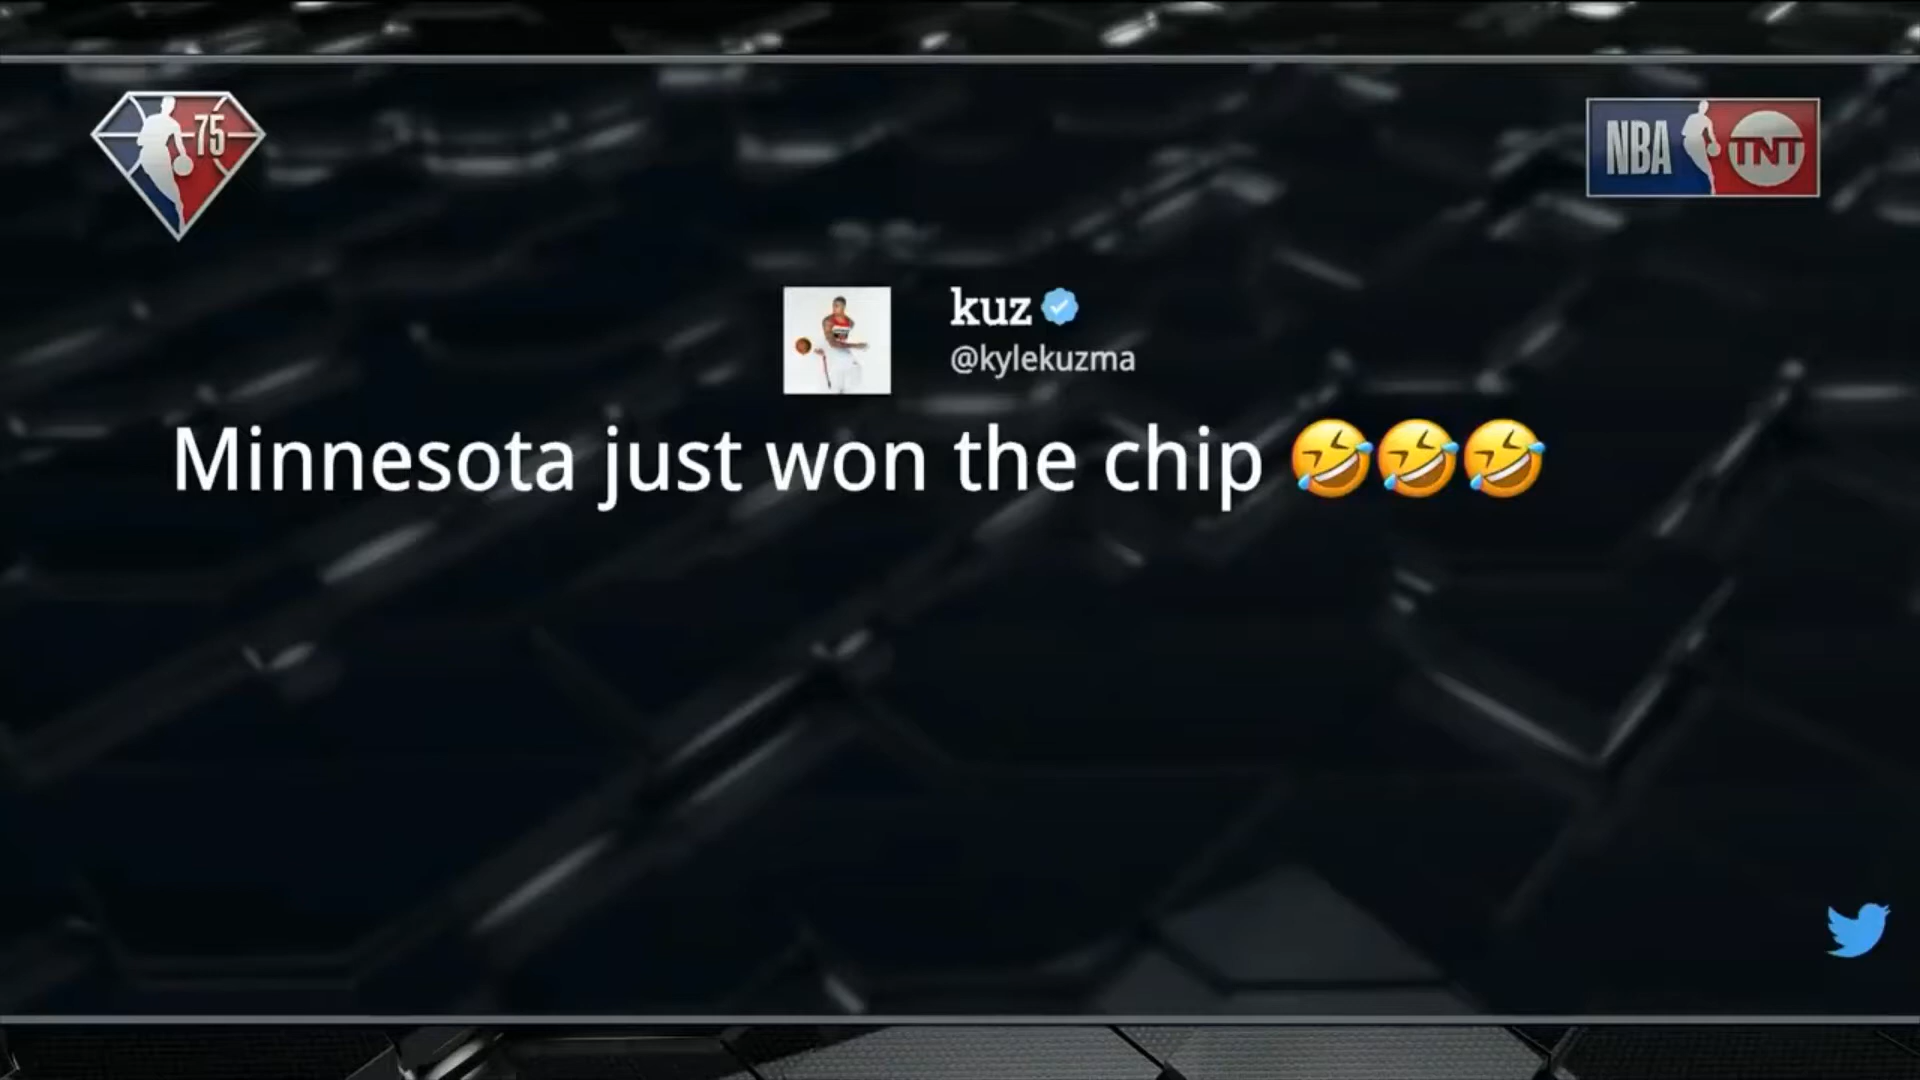 75
NBA TNT
kuz
@kylekuzma
Minnesota just won the chip 🤣🤣🤣